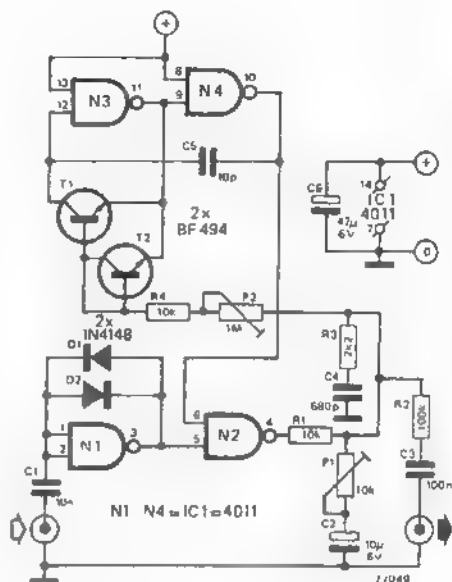 +
13
12
N3
11
8
9
N4
10
C5
10p
T1
T2
2x
BF494
C6
47µ
6V
14
IC1
4011
7
+
0
R4
10k
P2
R3
2k2
C4
680p
2x
1N4148
D1
D2
1
2
N1
3
6
5
N2
4
R1
10k
P1
10k
R2
100k
C3
100n
C1
10n
N1 N4 = IC1 = 4011
C2
10µ
6V
77049